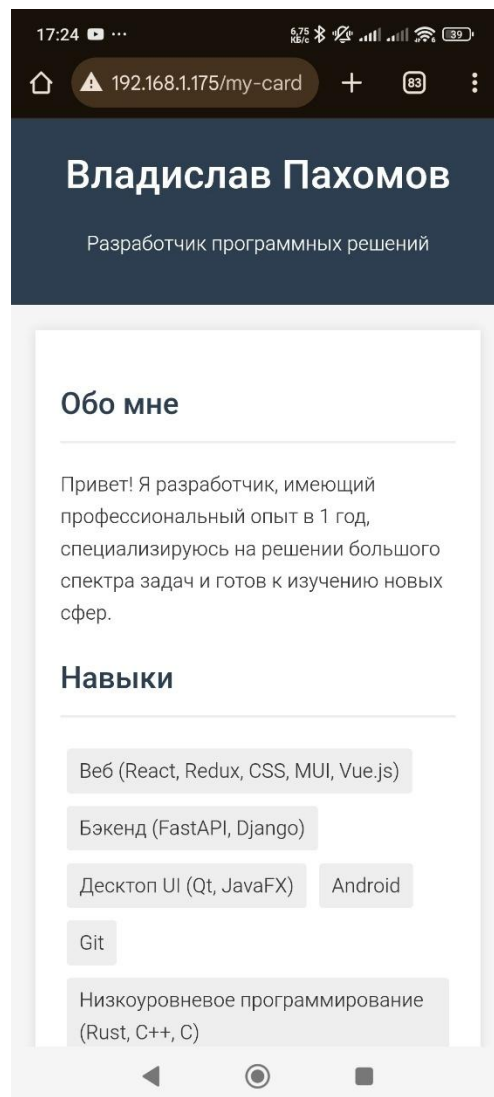 17:24
6,75
КБ/с
39
192.168.1.175/my-card
83
Владислав Пахомов
Разработчик программных решений
Обо мне
Привет! Я разработчик, имеющий
профессиональный опыт в 1 год,
специализируюсь на решении большого
спектра задач и готов к изучению новых
сфер.
Навыки
Веб (React, Redux, CSS, MUI, Vue.js)
Бэкенд (FastAPI, Django)
Десктоп UI (Qt, JavaFX) Android
Git
Низкоуровневое программирование
(Rust, C++, C)